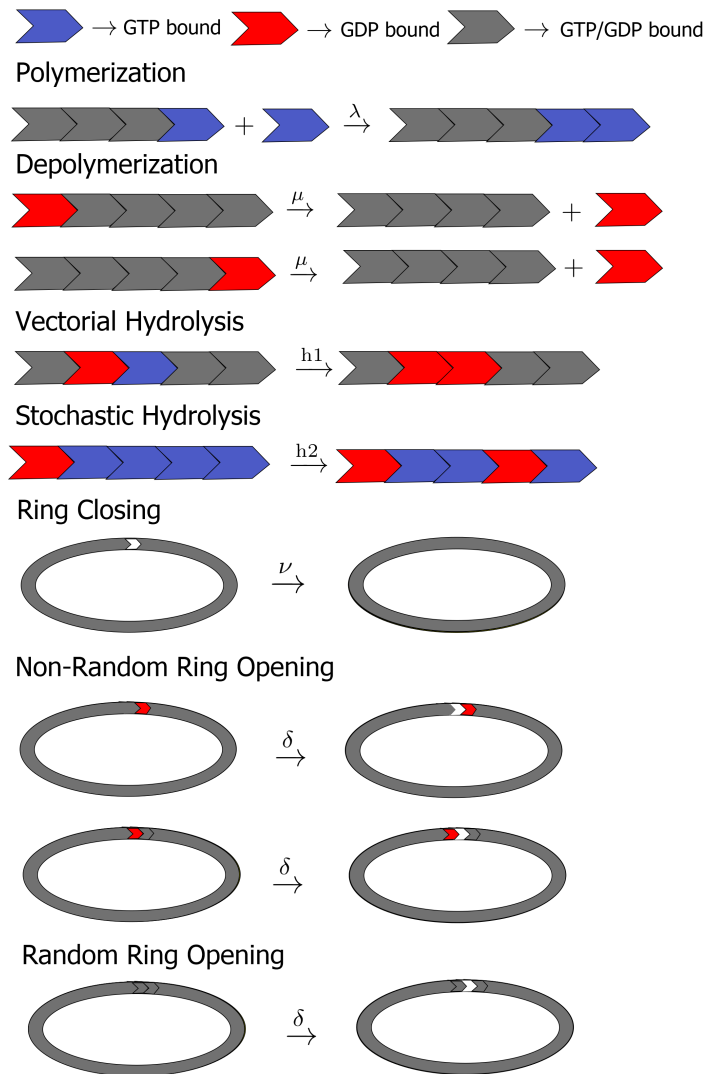 → GTP bound → GDP bound → GTP/GDP bound
Polymerization
+ λ →
Depolymerization
μ → +
μ → +
Vectorial Hydrolysis
h1 →
Stochastic Hydrolysis
h2 →
Ring Closing
ν →
Non-Random Ring Opening
δ →
δ →
Random Ring Opening
δ →